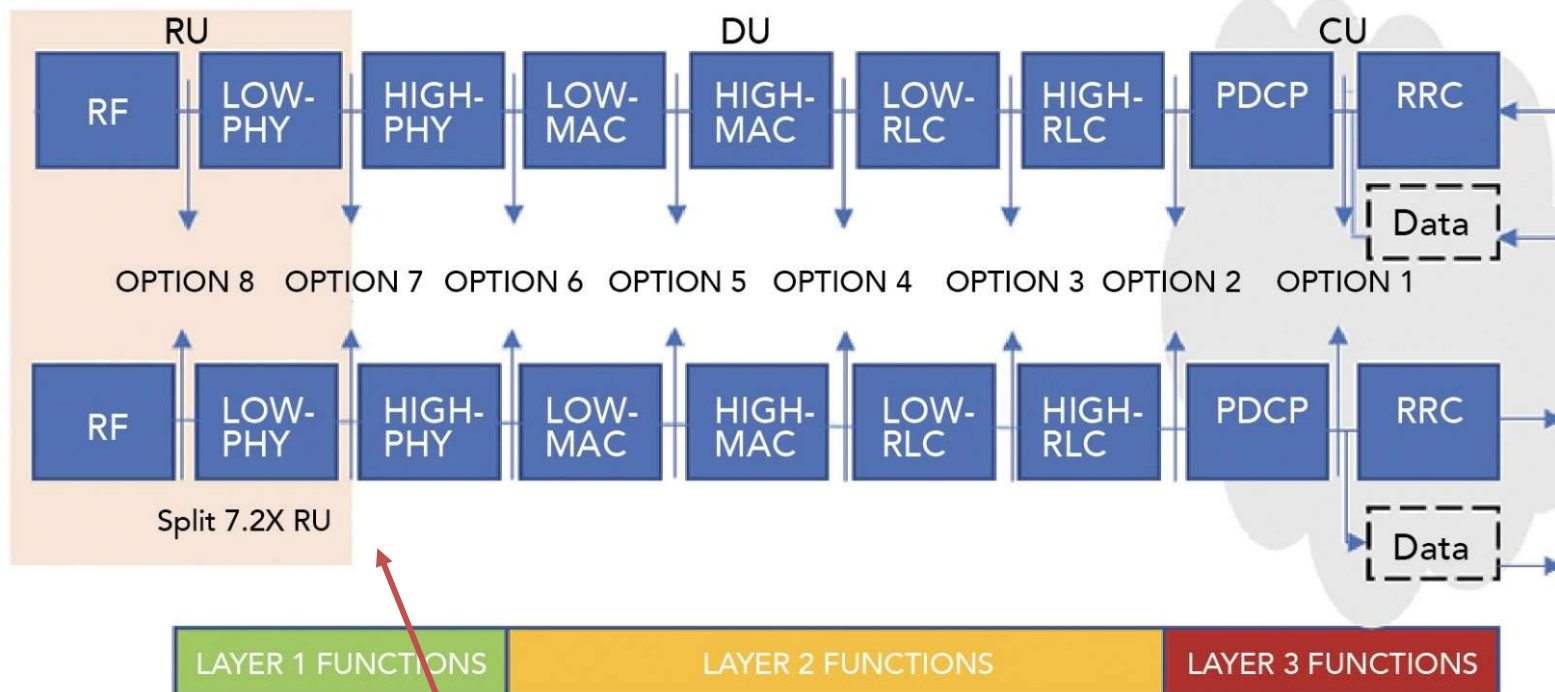 RU DU CU
RF LOW-PHY HIGH-PHY LOW-MAC HIGH-MAC LOW-RLC HIGH-RLC PDCP RRC
Data
OPTION 8 OPTION 7 OPTION 6 OPTION 5 OPTION 4 OPTION 3 OPTION 2 OPTION 1
RF LOW-PHY HIGH-PHY LOW-MAC HIGH-MAC LOW-RLC HIGH-RLC PDCP RRC
Split 7.2X RU
Data
LAYER 1 FUNCTIONS LAYER 2 FUNCTIONS LAYER 3 FUNCTIONS